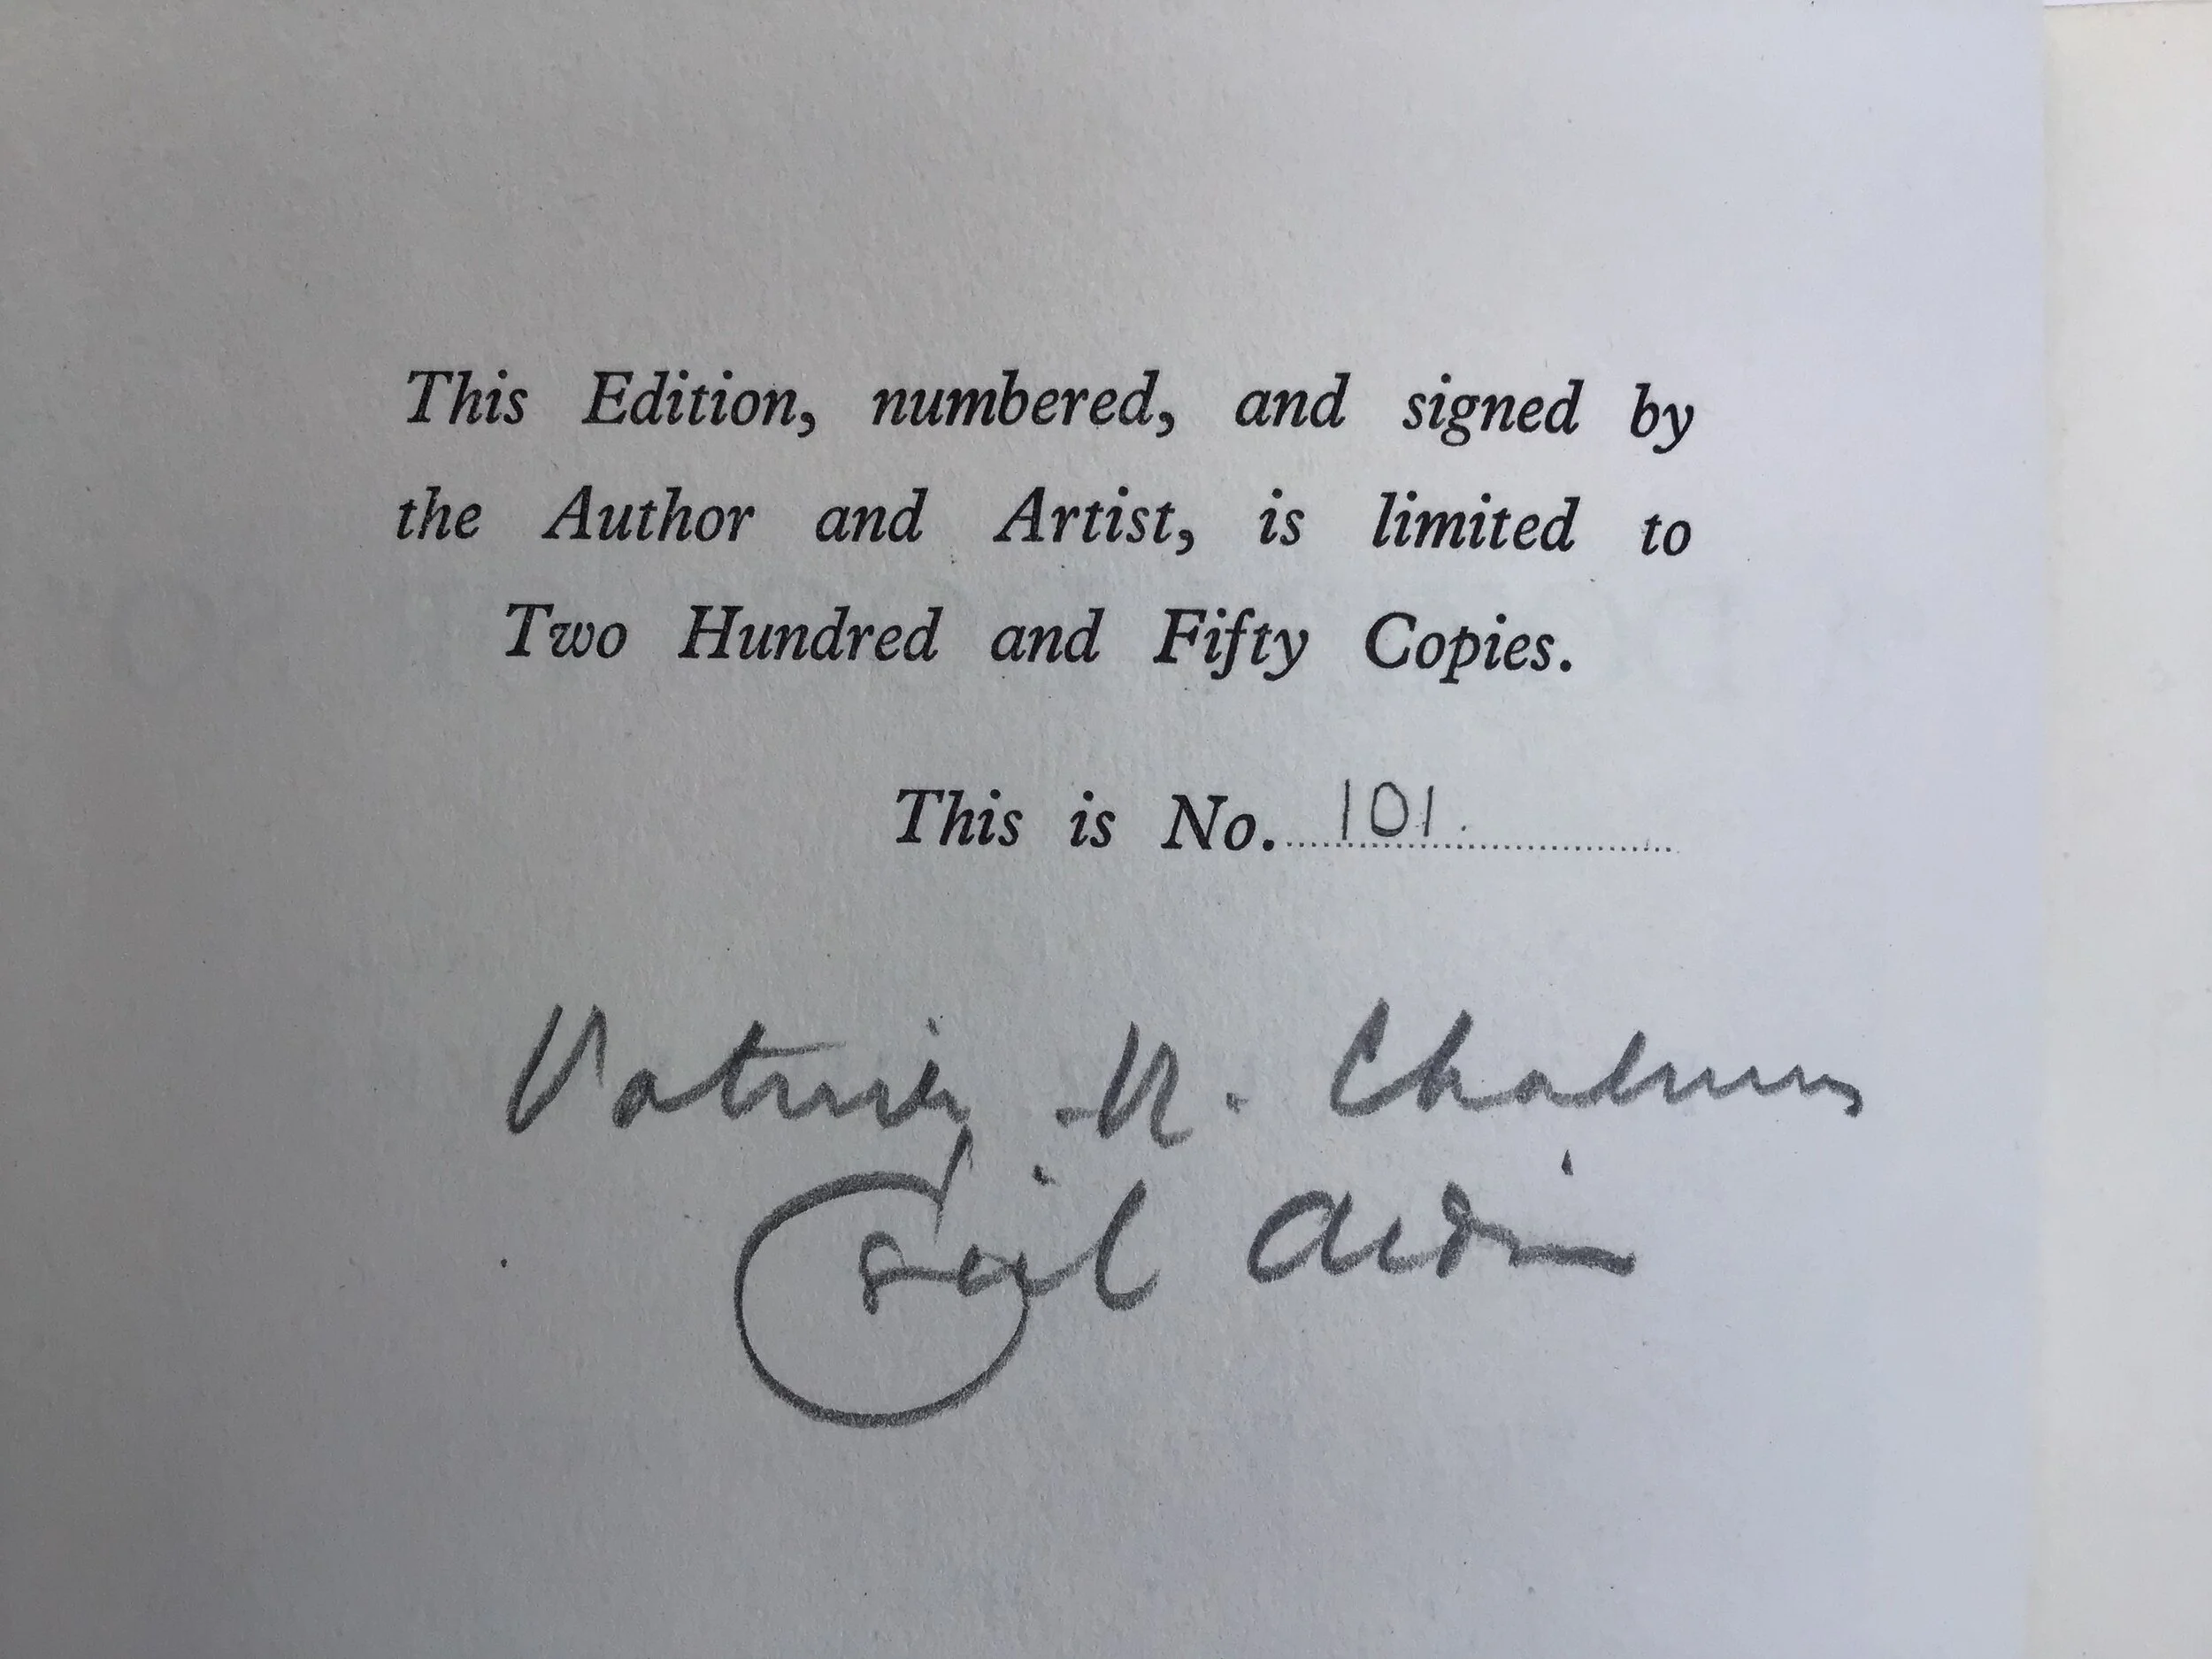 This Edition, numbered, and signed by
the Author and Artist, is limited to
Two Hundred and Fifty Copies.
This is No. 101.
Patrick R. Chalmers
Cecil Aldin